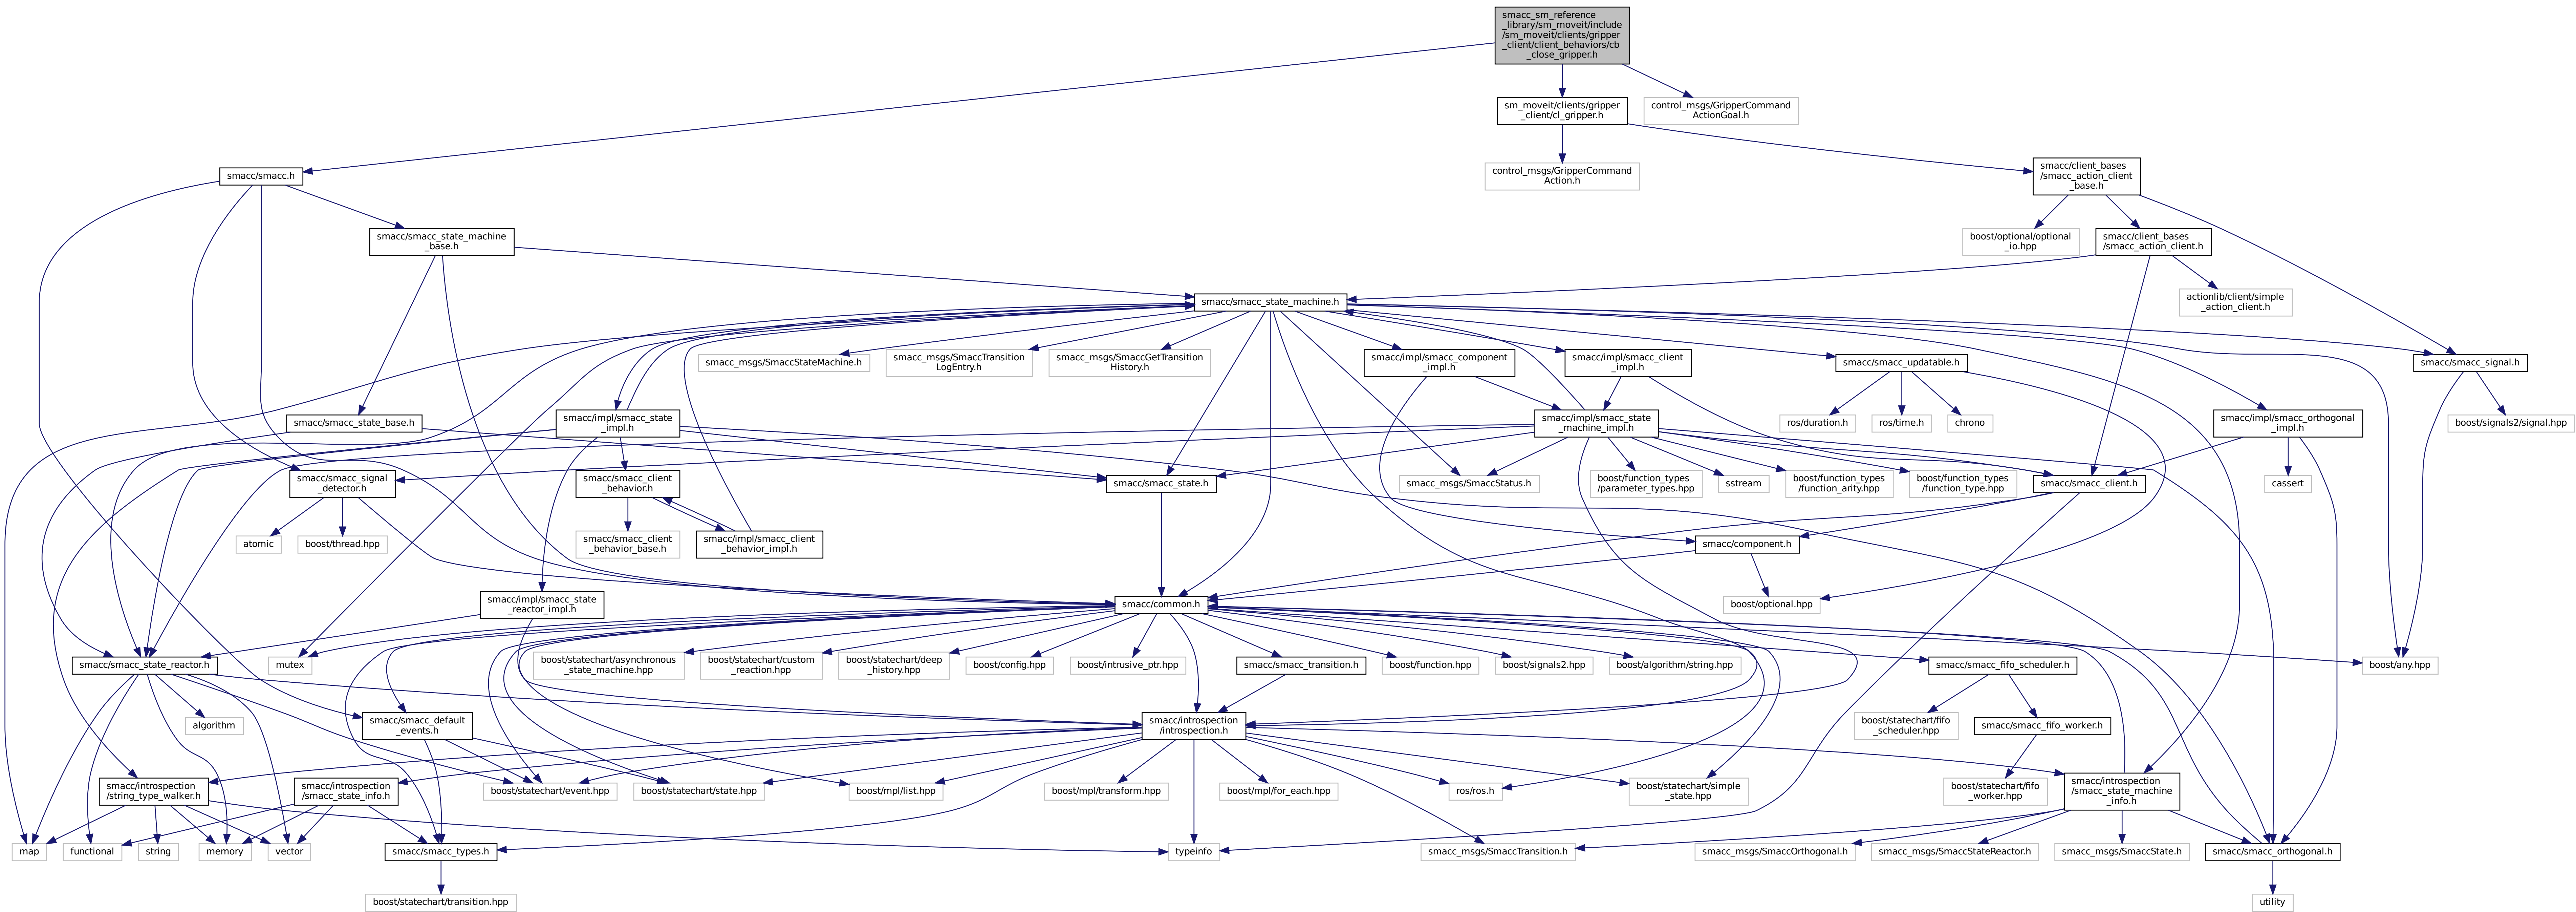 smacc_sm_reference
_library/sm_moveit/include
/sm_moveit/clients/gripper
_client/client_behaviors/cb
_close_gripper.h
sm_moveit/clients/gripper
_client/cl_gripper.h
control_msgs/GripperCommand
ActionGoal.h
smacc/smacc.h
control_msgs/GripperCommand
Action.h
smacc/client_bases
/smacc_action_client
_base.h
smacc/smacc_state_machine
_base.h
boost/optional/optional
_io.hpp
smacc/client_bases
/smacc_action_client.h
smacc/smacc_state_machine.h
actionlib/client/simple
_action_client.h
smacc_msgs/SmaccStateMachine.h
smacc_msgs/SmaccTransition
LogEntry.h
smacc_msgs/SmaccGetTransition
History.h
smacc/impl/smacc_component
_impl.h
smacc/impl/smacc_client
_impl.h
smacc/smacc_updatable.h
smacc/smacc_signal.h
smacc/smacc_state_base.h
smacc/impl/smacc_state
_impl.h
smacc/impl/smacc_state
_machine_impl.h
ros/duration.h
ros/time.h
chrono
smacc/impl/smacc_orthogonal
_impl.h
boost/signals2/signal.hpp
smacc/smacc_signal
_detector.h
smacc/smacc_client
_behavior.h
smacc/smacc_state.h
smacc_msgs/SmaccStatus.h
boost/function_types
/parameter_types.hpp
sstream
boost/function_types
/function_arity.hpp
boost/function_types
/function_type.hpp
smacc/smacc_client.h
cassert
atomic
boost/thread.hpp
smacc/smacc_client
_behavior_base.h
smacc/impl/smacc_client
_behavior_impl.h
smacc/component.h
smacc/impl/smacc_state
_reactor_impl.h
smacc/common.h
boost/optional.hpp
smacc/smacc_state_reactor.h
mutex
boost/statechart/asynchronous
_state_machine.hpp
boost/statechart/custom
_reaction.hpp
boost/statechart/deep
_history.hpp
boost/config.hpp
boost/intrusive_ptr.hpp
smacc/smacc_transition.h
boost/function.hpp
boost/signals2.hpp
boost/algorithm/string.hpp
smacc/smacc_fifo_scheduler.h
boost/any.hpp
algorithm
smacc/smacc_default
_events.h
smacc/introspection
/introspection.h
boost/statechart/fifo
_scheduler.hpp
smacc/smacc_fifo_worker.h
smacc/introspection
/string_type_walker.h
smacc/introspection
/smacc_state_info.h
boost/statechart/event.hpp
boost/statechart/state.hpp
boost/mpl/list.hpp
boost/mpl/transform.hpp
boost/mpl/for_each.hpp
ros/ros.h
boost/statechart/simple
_state.hpp
boost/statechart/fifo
_worker.hpp
smacc/introspection
/smacc_state_machine
_info.h
map
functional
string
memory
vector
smacc/smacc_types.h
typeinfo
smacc_msgs/SmaccTransition.h
smacc_msgs/SmaccOrthogonal.h
smacc_msgs/SmaccStateReactor.h
smacc_msgs/SmaccState.h
smacc/smacc_orthogonal.h
boost/statechart/transition.hpp
utility